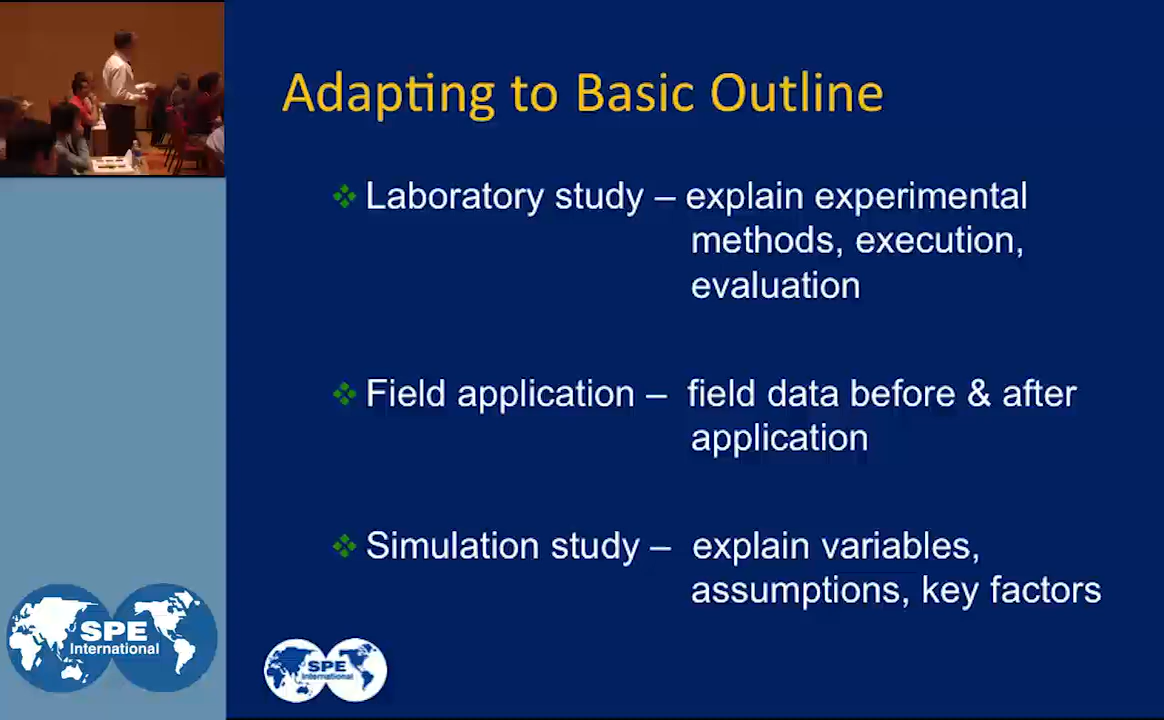 Adapting to Basic Outline
❖ Laboratory study – explain experimental
methods, execution,
evaluation
❖ Field application – field data before & after
application
❖ Simulation study – explain variables,
assumptions, key factors
SPE
International
SPE
International